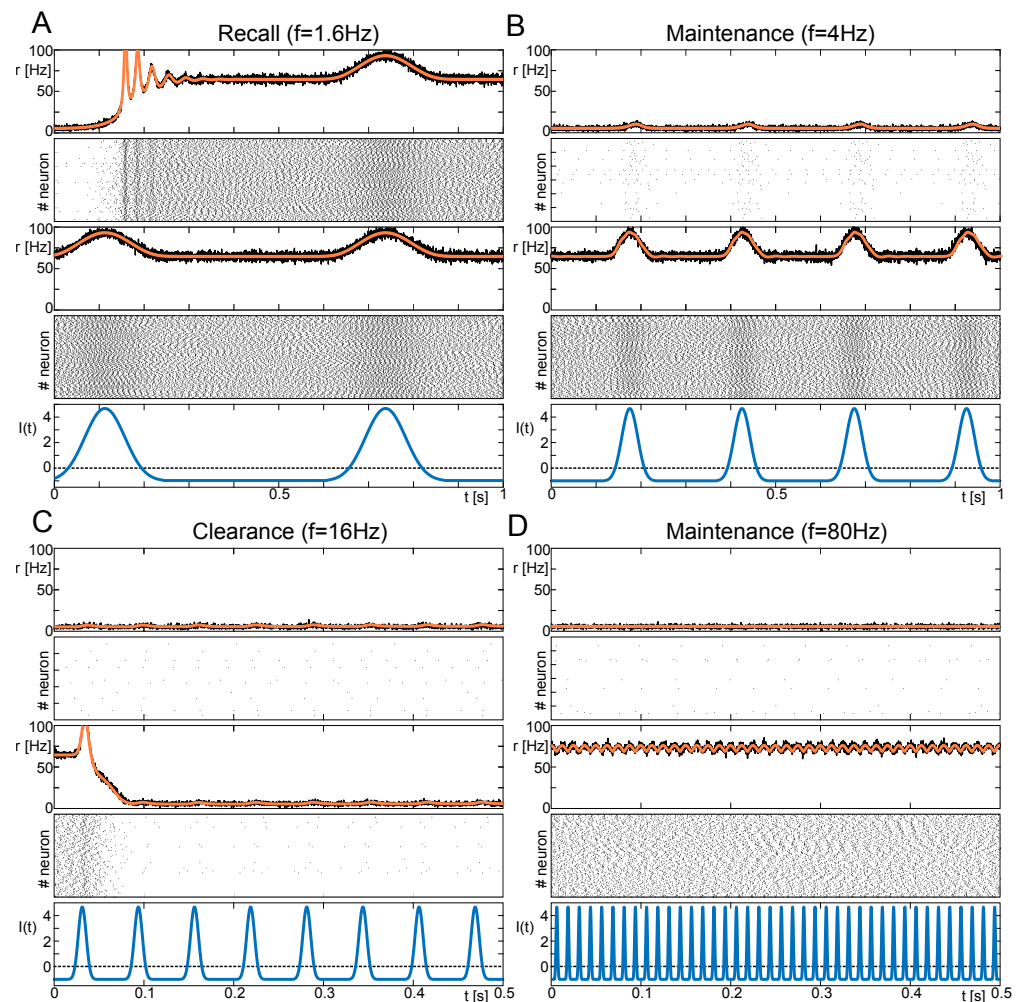 A
Recall (f=1.6Hz)
100
r [Hz]
50
0
# neuron
100
r [Hz]
50
0
# neuron
4
I(t)
2
0
0
0.5
t [s]
1
B
Maintenance (f=4Hz)
100
r [Hz]
50
0
# neuron
100
r [Hz]
50
0
# neuron
4
I(t)
2
0
0
0.5
t [s]
1
C
Clearance (f=16Hz)
100
r [Hz]
50
0
# neuron
100
r [Hz]
50
0
# neuron
4
I(t)
2
0
0
0.1
0.2
0.3
0.4
t [s]
0.5
D
Maintenance (f=80Hz)
100
r [Hz]
50
0
# neuron
100
r [Hz]
50
0
# neuron
4
I(t)
2
0
0
0.1
0.2
0.3
0.4
t [s]
0.5